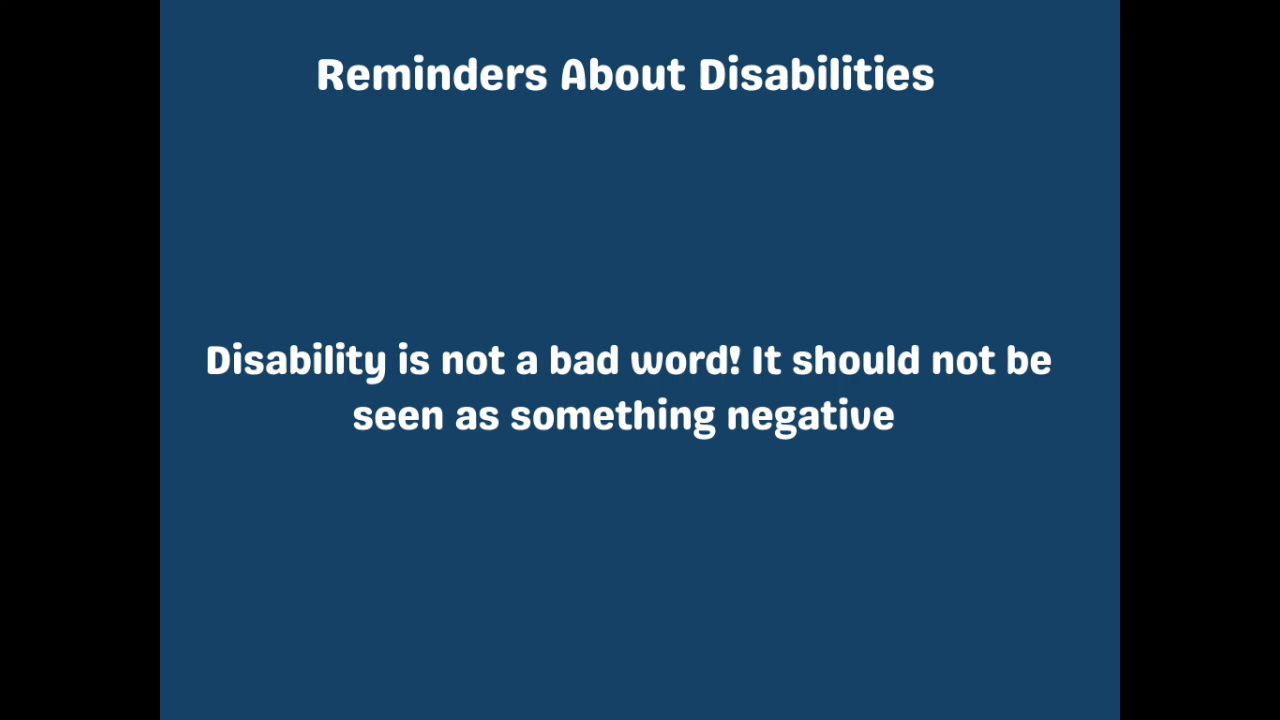 Reminders About Disabilities
Disability is not a bad word! It should not be
seen as something negative